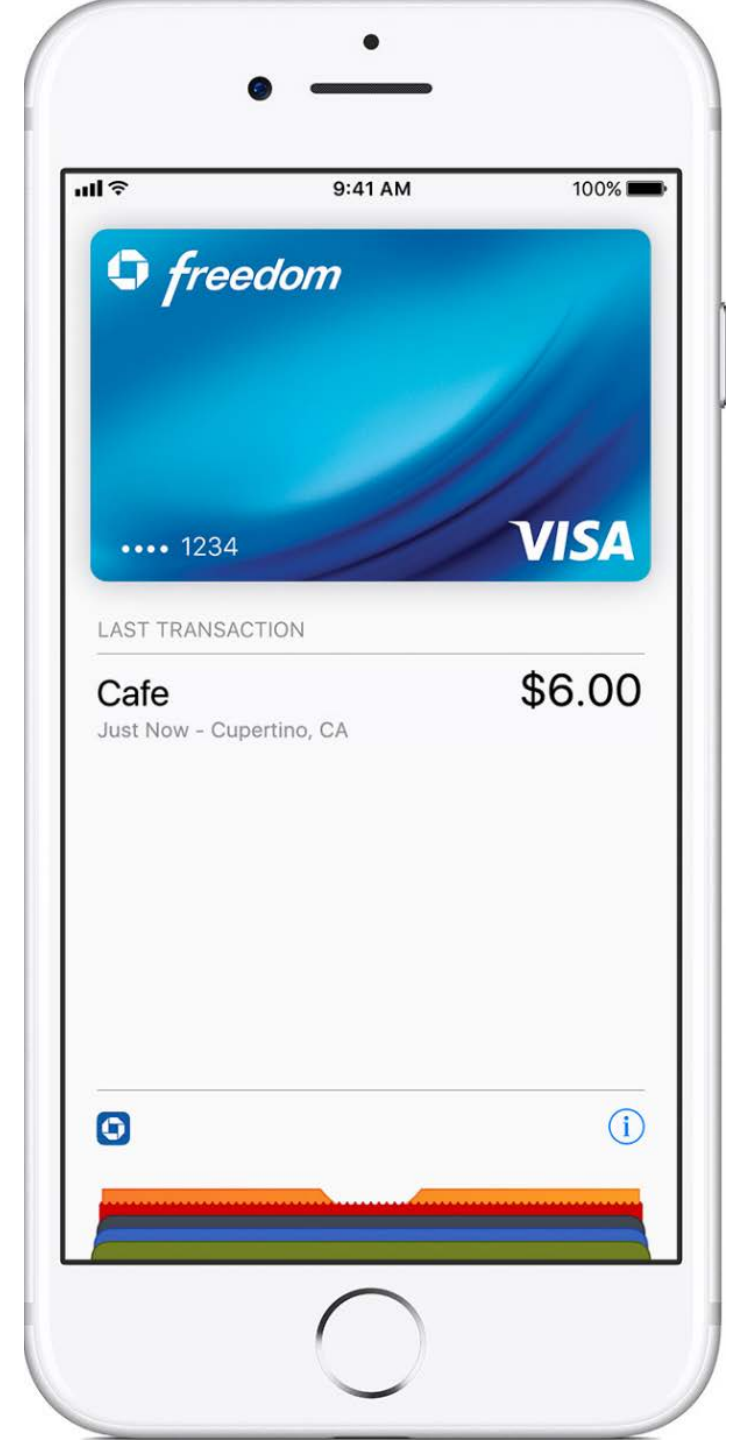 9:41 AM 100%
freedom
•••• 1234 VISA
LAST TRANSACTION
Cafe $6.00
Just Now - Cupertino, CA
i